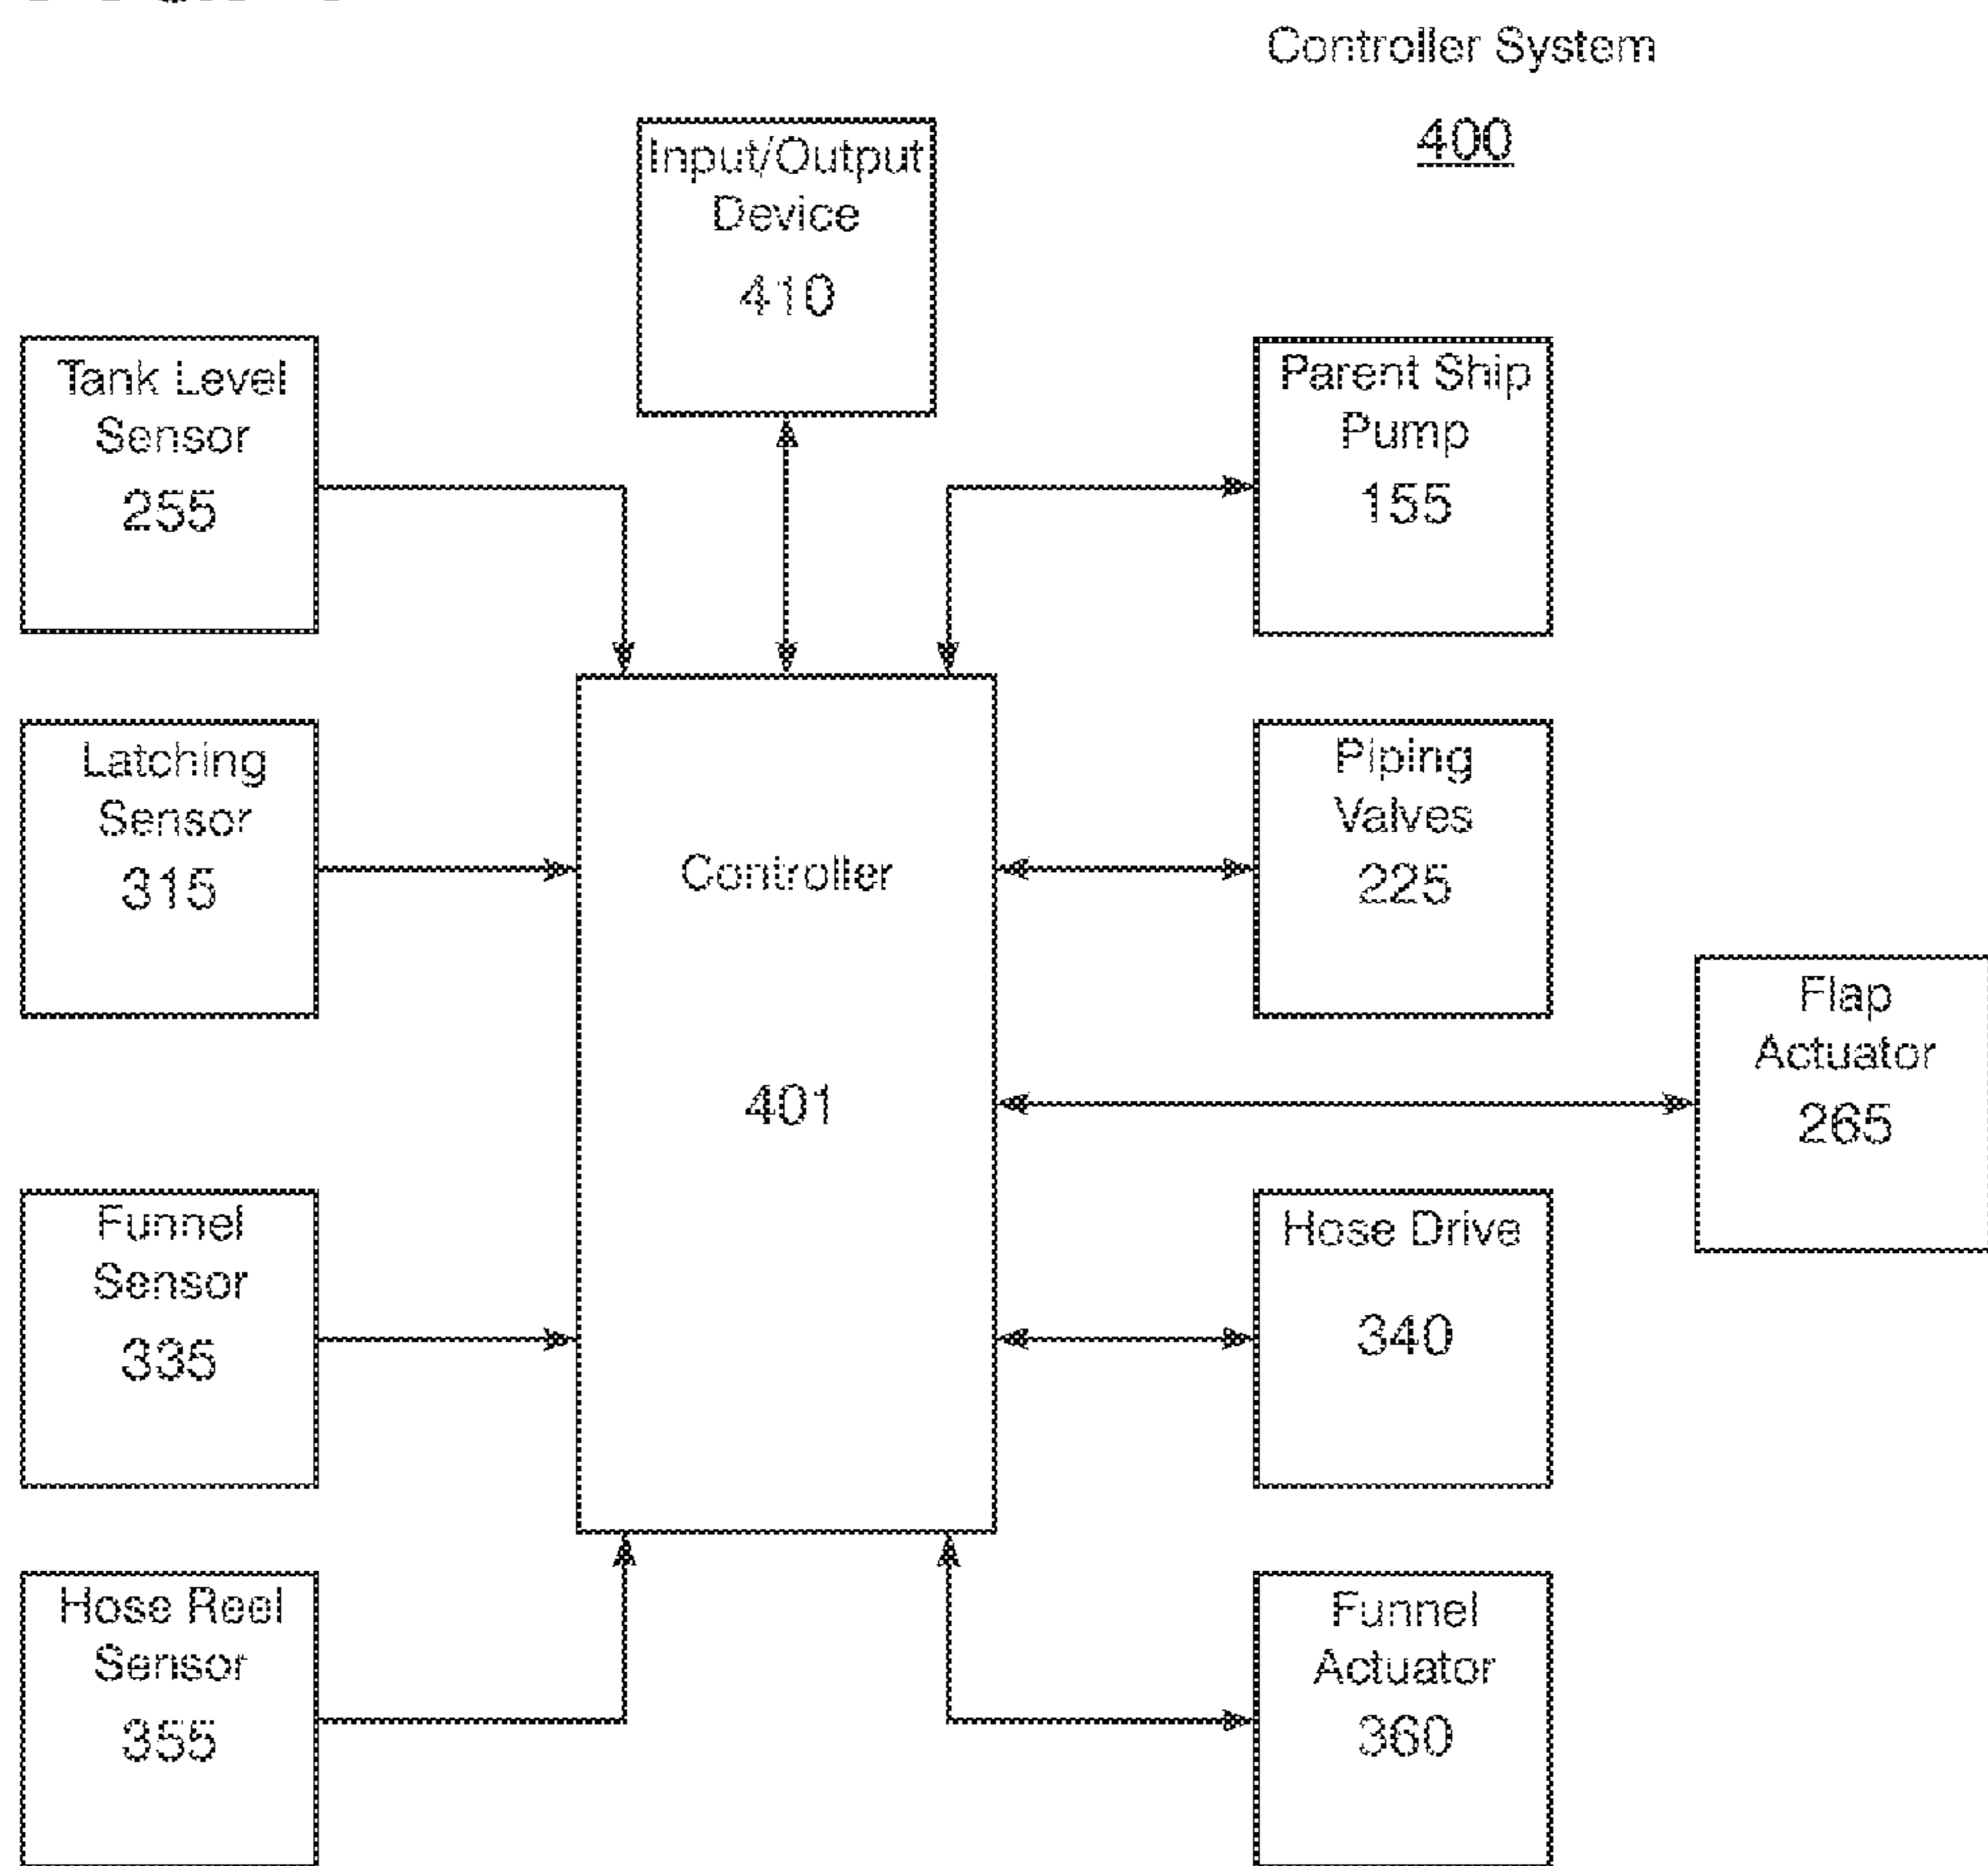 Controller System
400
Input/Output
Device
410
Tank Level
Sensor
255
Parent Ship
Pump
155
Latching
Sensor
315
Controller
401
Piping
Valves
225
Flap
Actuator
265
Funnel
Sensor
335
Hose Drive
340
Hose Reel
Sensor
355
Funnel
Actuator
360